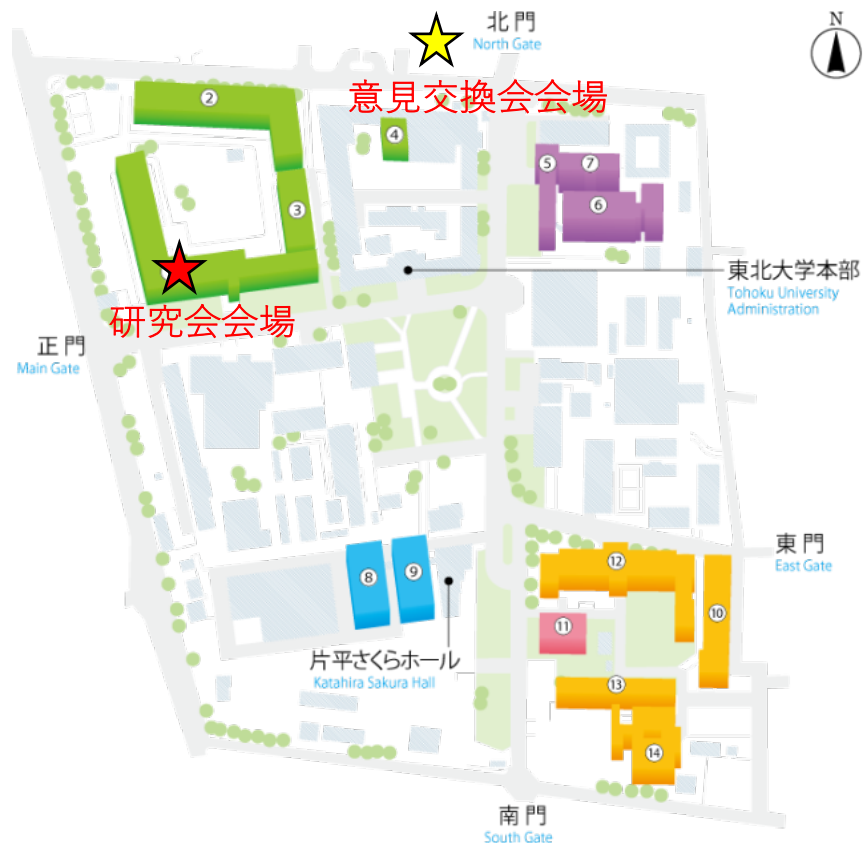 北門
North Gate
N
意見交換会会場
②
④
⑤
⑦
③
⑥
東北大学本部
Tohoku University
Administration
研究会会場
正門
Main Gate
東門
East Gate
⑫
⑧
⑨
⑩
⑪
片平さくらホール
Katahira Sakura Hall
⑬
⑭
南門
South Gate